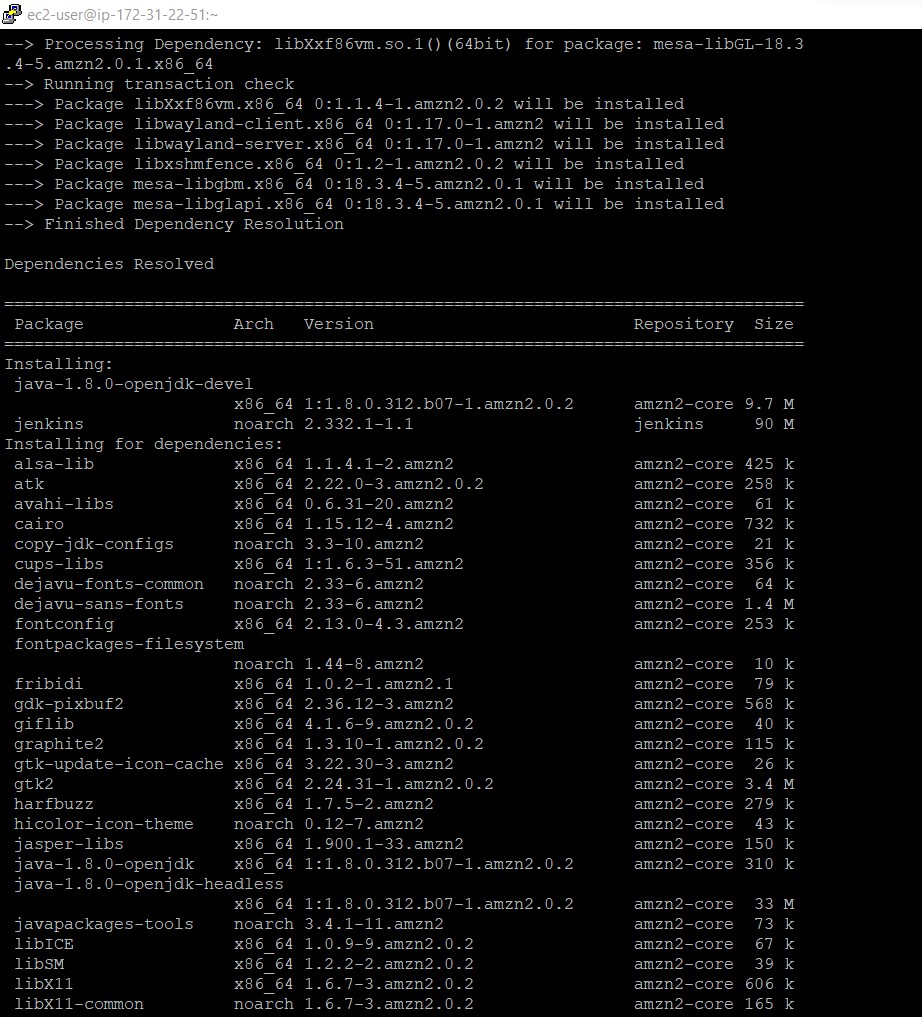 ec2-user@ip-172-31-22-51:~
--> Processing Dependency: libXxf86vm.so.1()(64bit) for package: mesa-libGL-18.3
.4-5.amzn2.0.1.x86_64
--> Running transaction check
---> Package libXxf86vm.x86_64 0:1.1.4-1.amzn2.0.2 will be installed
---> Package libwayland-client.x86_64 0:1.17.0-1.amzn2 will be installed
---> Package libwayland-server.x86_64 0:1.17.0-1.amzn2 will be installed
---> Package libxshmfence.x86_64 0:1.2-1.amzn2.0.2 will be installed
---> Package mesa-libgbm.x86_64 0:18.3.4-5.amzn2.0.1 will be installed
---> Package mesa-libglapi.x86_64 0:18.3.4-5.amzn2.0.1 will be installed
--> Finished Dependency Resolution
Dependencies Resolved
================================================================================
Package Arch Version Repository Size
================================================================================
Installing:
java-1.8.0-openjdk-devel
x86_64 1:1.8.0.312.b07-1.amzn2.0.2 amzn2-core 9.7 M
jenkins noarch 2.332.1-1.1 jenkins 90 M
Installing for dependencies:
alsa-lib x86_64 1.1.4.1-2.amzn2 amzn2-core 425 k
atk x86_64 2.22.0-3.amzn2.0.2 amzn2-core 258 k
avahi-libs x86_64 0.6.31-20.amzn2 amzn2-core 61 k
cairo x86_64 1.15.12-4.amzn2 amzn2-core 732 k
copy-jdk-configs noarch 3.3-10.amzn2 amzn2-core 21 k
cups-libs x86_64 1:1.6.3-51.amzn2 amzn2-core 356 k
dejavu-fonts-common noarch 2.33-6.amzn2 amzn2-core 64 k
dejavu-sans-fonts noarch 2.33-6.amzn2 amzn2-core 1.4 M
fontconfig x86_64 2.13.0-4.3.amzn2 amzn2-core 253 k
fontpackages-filesystem
noarch 1.44-8.amzn2 amzn2-core 10 k
fribidi x86_64 1.0.2-1.amzn2.1 amzn2-core 79 k
gdk-pixbuf2 x86_64 2.36.12-3.amzn2 amzn2-core 568 k
giflib x86_64 4.1.6-9.amzn2.0.2 amzn2-core 40 k
graphite2 x86_64 1.3.10-1.amzn2.0.2 amzn2-core 115 k
gtk-update-icon-cache x86_64 3.22.30-3.amzn2 amzn2-core 26 k
gtk2 x86_64 2.24.31-1.amzn2.0.2 amzn2-core 3.4 M
harfbuzz x86_64 1.7.5-2.amzn2 amzn2-core 279 k
hicolor-icon-theme noarch 0.12-7.amzn2 amzn2-core 43 k
jasper-libs x86_64 1.900.1-33.amzn2 amzn2-core 150 k
java-1.8.0-openjdk x86_64 1:1.8.0.312.b07-1.amzn2.0.2 amzn2-core 310 k
java-1.8.0-openjdk-headless
x86_64 1:1.8.0.312.b07-1.amzn2.0.2 amzn2-core 33 M
javapackages-tools noarch 3.4.1-11.amzn2 amzn2-core 73 k
libICE x86_64 1.0.9-9.amzn2.0.2 amzn2-core 67 k
libSM x86_64 1.2.2-2.amzn2.0.2 amzn2-core 39 k
libX11 x86_64 1.6.7-3.amzn2.0.2 amzn2-core 606 k
libX11-common noarch 1.6.7-3.amzn2.0.2 amzn2-core 165 k